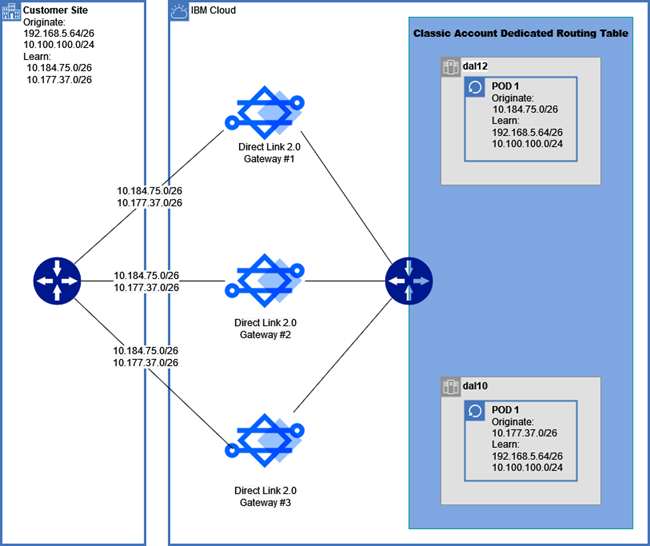 Customer Site
Originate:
192.168.5.64/26
10.100.100.0/24
Learn:
10.184.75.0/26
10.177.37.0/26
IBM Cloud
Classic Account Dedicated Routing Table
dal12
POD 1
Originate:
10.184.75.0/26
Learn:
192.168.5.64/26
10.100.100.0/24
Direct Link 2.0
Gateway #1
10.184.75.0/26
10.177.37.0/26
10.184.75.0/26
10.177.37.0/26
Direct Link 2.0
Gateway #2
10.184.75.0/26
10.177.37.0/26
Direct Link 2.0
Gateway #3
dal10
POD 1
Originate:
10.177.37.0/26
Learn:
192.168.5.64/26
10.100.100.0/24